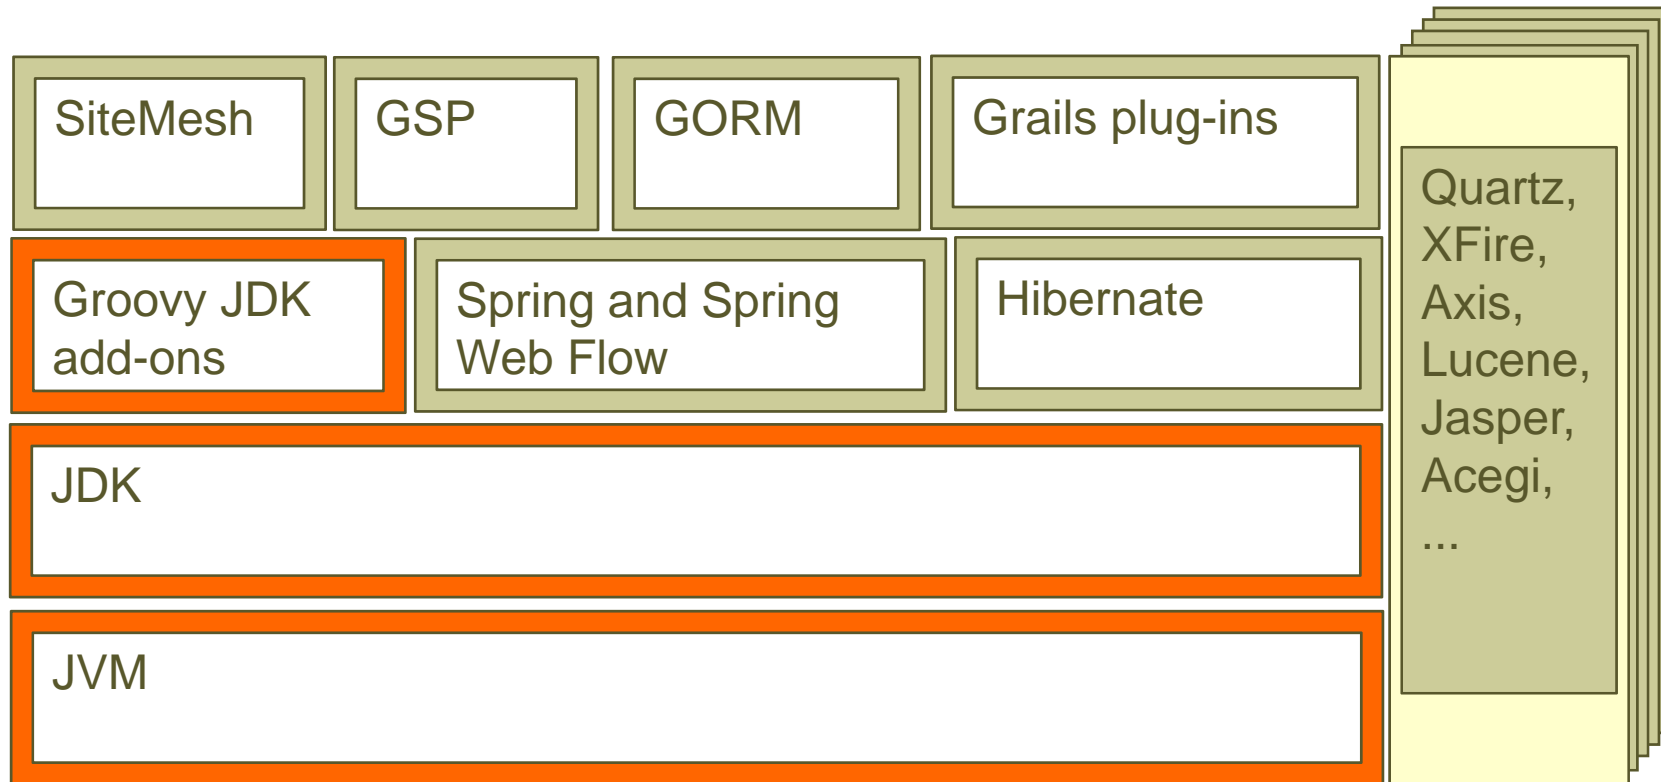 SiteMesh
GSP
GORM
Grails plug-ins
Groovy JDK
add-ons
Spring and Spring
Web Flow
Hibernate
JDK
JVM
Quartz,
XFire,
Axis,
Lucene,
Jasper,
Acegi,
...